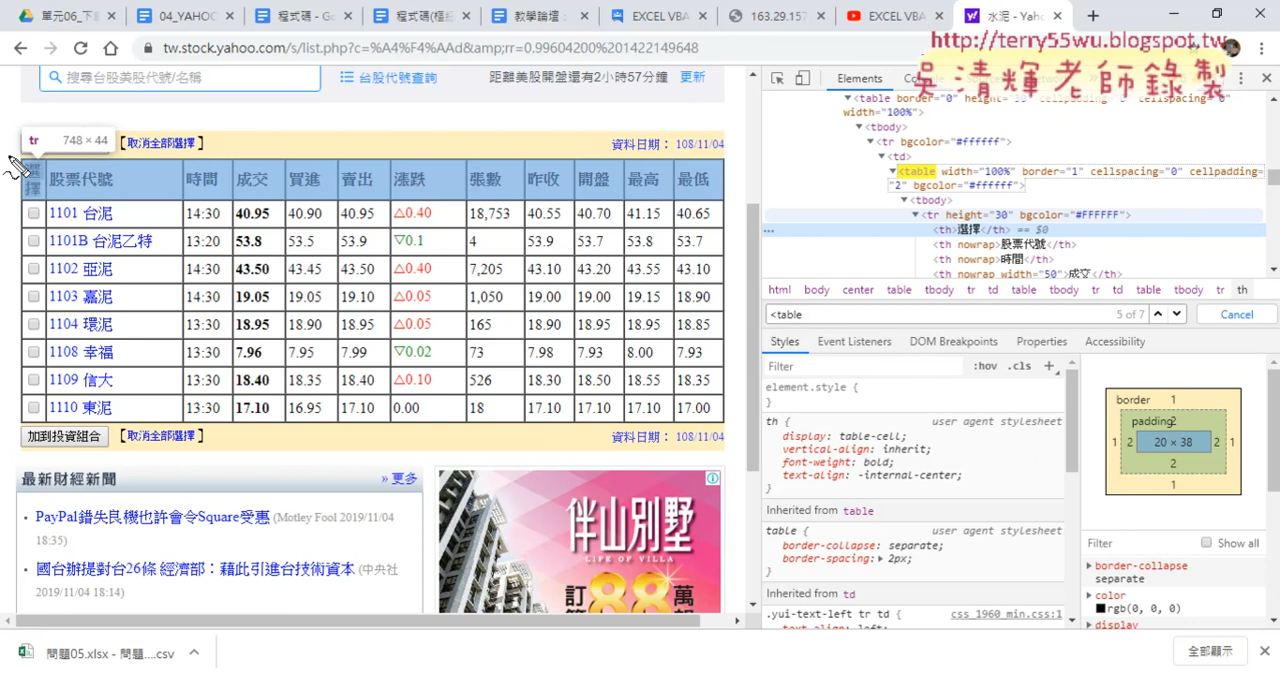 單元06_下
04_YAHOO
程式碼 - Go
程式碼(極
教學論壇：
EXCEL VBA
163.29.157
EXCEL VBA
水泥 - Yah
tw.stock.yahoo.com/s/list.php?c=%A4%F4%AAd&amp;rr=0.99604200%201422149648
http://terry55wu.blogspot.tw
吳清輝老師錄製
搜尋台股美股代號/名稱
台股代號查詢
距離美股開盤還有2小時57分鐘 更新
tr 748 × 44
【取消全部選擇】
資料日期： 108/11/04
選擇 股票代號 時間 成交 買進 賣出 漲跌 張數 昨收 開盤 最高 最低
1101 台泥 14:30 40.95 40.90 40.95 △0.40 18,753 40.55 40.70 41.15 40.65
1101B 台泥乙特 13:20 53.8 53.5 53.9 ▽0.1 4 53.9 53.7 53.8 53.7
1102 亞泥 14:30 43.50 43.45 43.50 △0.40 7,205 43.10 43.20 43.55 43.10
1103 嘉泥 14:30 19.05 19.05 19.10 △0.05 1,050 19.00 19.00 19.15 18.90
1104 環泥 13:30 18.95 18.90 18.95 △0.05 165 18.90 18.95 18.95 18.85
1108 幸福 13:30 7.96 7.95 7.99 ▽0.02 73 7.98 7.93 8.00 7.93
1109 信大 13:30 18.40 18.35 18.40 △0.10 526 18.30 18.50 18.55 18.35
1110 東泥 13:30 17.10 16.95 17.10 0.00 18 17.10 17.10 17.10 17.00
加到投資組合 【取消全部選擇】
資料日期： 108/11/04
最新財經新聞 » 更多
PayPal錯失良機也許會令Square受惠 (Motley Fool 2019/11/04
18:35)
國台辦提對台26條 經濟部：藉此引進台技術資本 (中央社
2019/11/04 18:14)
伴山別墅
LIFE OF VILLA
訂簽
88萬
Elements
width="100%">
<tbody>
<tr bgcolor="#ffffff">
<td>
<table width="100%" border="1" cellspacing="0" cellpadding=
"2" bgcolor="#ffffff">
<tbody>
<tr height="30" bgcolor="#FFFFFF">
<th>選擇</th> == $0
<th nowrap>股票代號</th>
<th nowrap>時間</th>
<th nowrap width="50">成交</th>
html body center table tbody tr td table tbody tr td table tbody tr th
<table 5 of 7 Cancel
Styles Event Listeners DOM Breakpoints Properties Accessibility
Filter :hov .cls +
element.style {
}
th { user agent stylesheet
display: table-cell;
vertical-align: inherit;
font-weight: bold;
text-align: -internal-center;
}
Inherited from table
table { user agent stylesheet
border-collapse: separate;
border-spacing: 2px;
}
Inherited from td
.yui-text-left tr td { css_1960_min.css:1
border 1
padding 2
1 2 20 × 38 2 1
2
1
Filter Show all
border-collapse
separate
color
rgb(0, 0, 0)
display
問題05.xlsx - 問題....csv
全部顯示